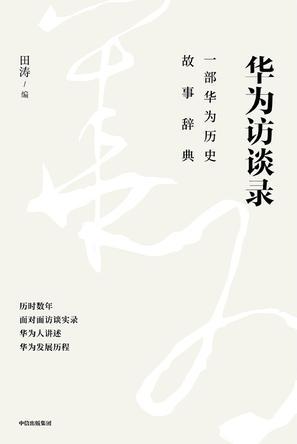 华为访谈录
一部华为历史
故事辞典
田涛/编
历时数年
面对面访谈实录
华为人讲述
华为发展历程
中信出版集团